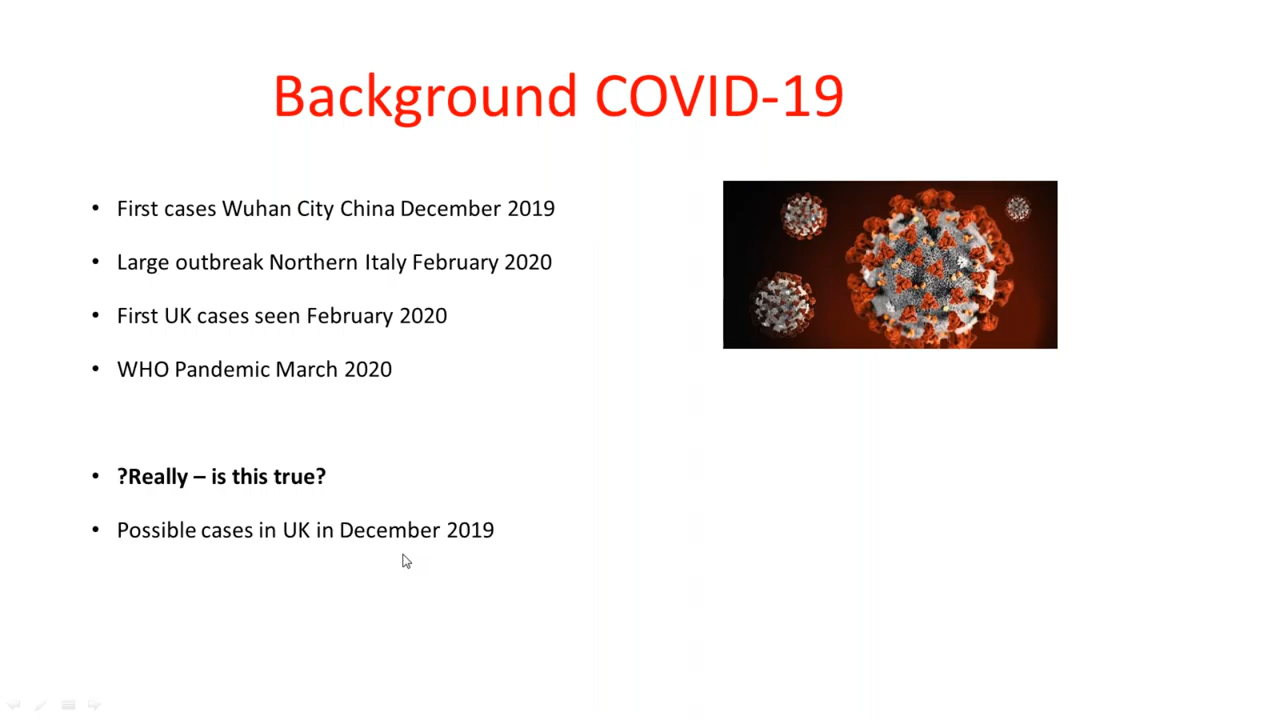 Background COVID-19
• First cases Wuhan City China December 2019
• Large outbreak Northern Italy February 2020
• First UK cases seen February 2020
• WHO Pandemic March 2020
• ?Really – is this true?
• Possible cases in UK in December 2019